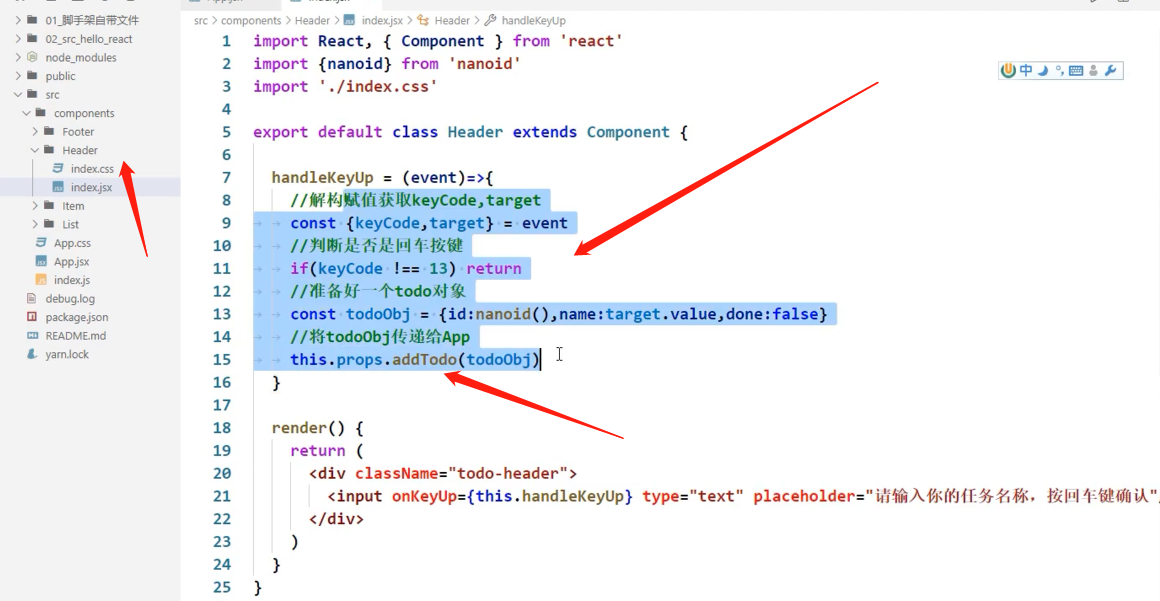 01_脚手架自带文件
02_src_hello_react
node_modules
public
src
components
Footer
Header
index.css
index.jsx
Item
List
App.css
App.jsx
index.js
debug.log
package.json
README.md
yarn.lock
src > components > Header > index.jsx > Header > handleKeyUp
1 import React, { Component } from 'react'
2 import {nanoid} from 'nanoid'
3 import './index.css'
4
5 export default class Header extends Component {
6
7 handleKeyUp = (event)=>{
8 //解构赋值获取keyCode,target
9 const {keyCode,target} = event
10 //判断是否是回车按键
11 if(keyCode !== 13) return
12 //准备好一个todo对象
13 const todoObj = {id:nanoid(),name:target.value,done:false}
14 //将todoObj传递给App
15 this.props.addTodo(todoObj)
16 }
17
18 render() {
19 return (
20 <div className="todo-header">
21 <input onKeyUp={this.handleKeyUp} type="text" placeholder="请输入你的任务名称，按回车键确认"
22 </div>
23 )
24 }
25 }
中